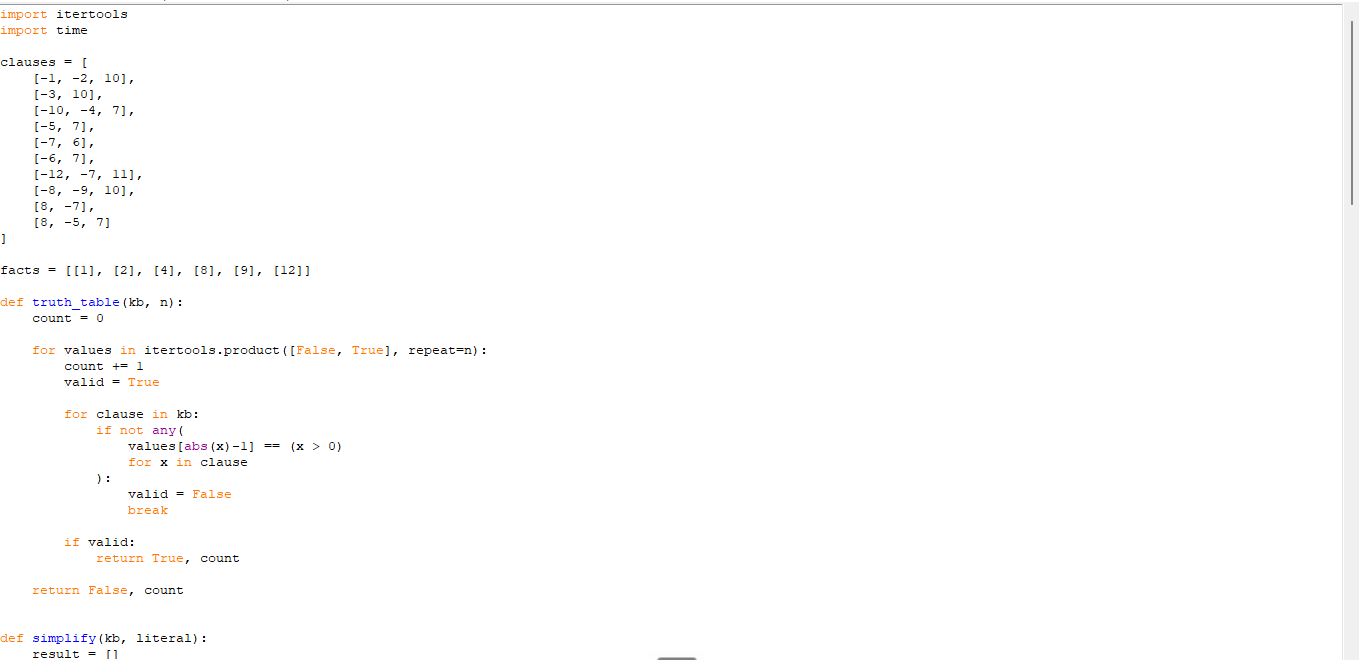 import itertools
import time
clauses = [
    [-1, -2, 10],
    [-3, 10],
    [-10, -4, 7],
    [-5, 7],
    [-7, 6],
    [-6, 7],
    [-12, -7, 11],
    [-8, -9, 10],
    [8, -7],
    [8, -5, 7]
]
facts = [[1], [2], [4], [8], [9], [12]]
def truth_table(kb, n):
    count = 0
    for values in itertools.product([False, True], repeat=n):
        count += 1
        valid = True
        for clause in kb:
            if not any(
                values[abs(x)-1] == (x > 0)
                for x in clause
            ):
                valid = False
                break
        if valid:
            return True, count
    return False, count
def simplify(kb, literal):
    result = []